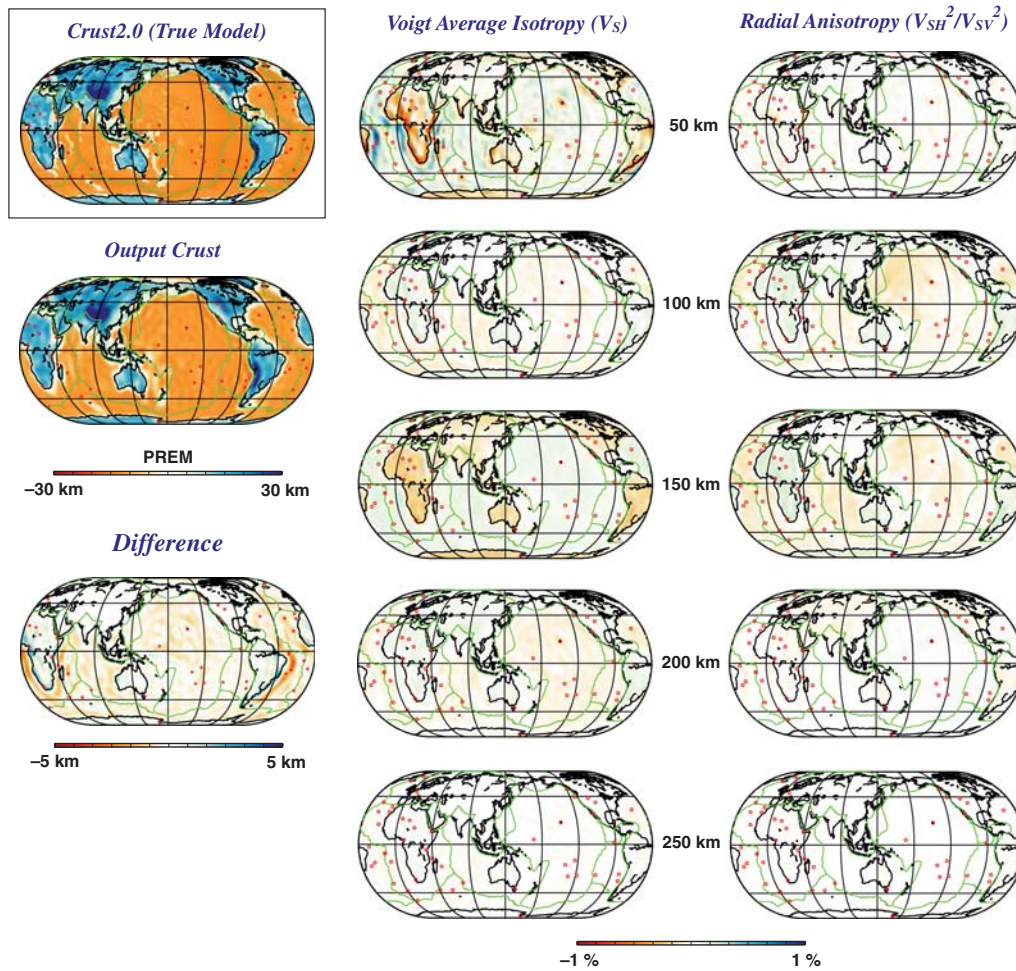 Crust2.0 (True Model)
Voigt Average Isotropy (VS)
Radial Anisotropy (VSH2/VSV2)
50 km
Output Crust
100 km
PREM
–30 km 30 km
150 km
Difference
200 km
–5 km 5 km
250 km
–1 % 1 %